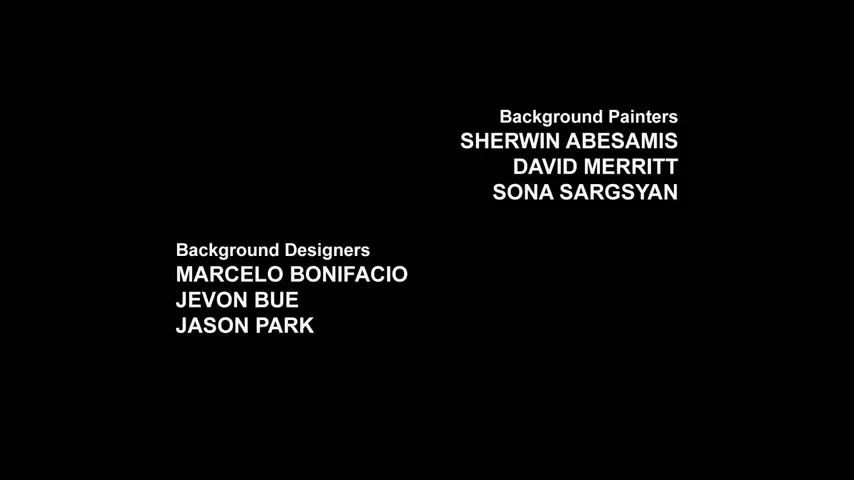 Background Painters
SHERWIN ABESAMIS
DAVID MERRITT
SONA SARGSYAN
Background Designers
MARCELO BONIFACIO
JEVON BUE
JASON PARK